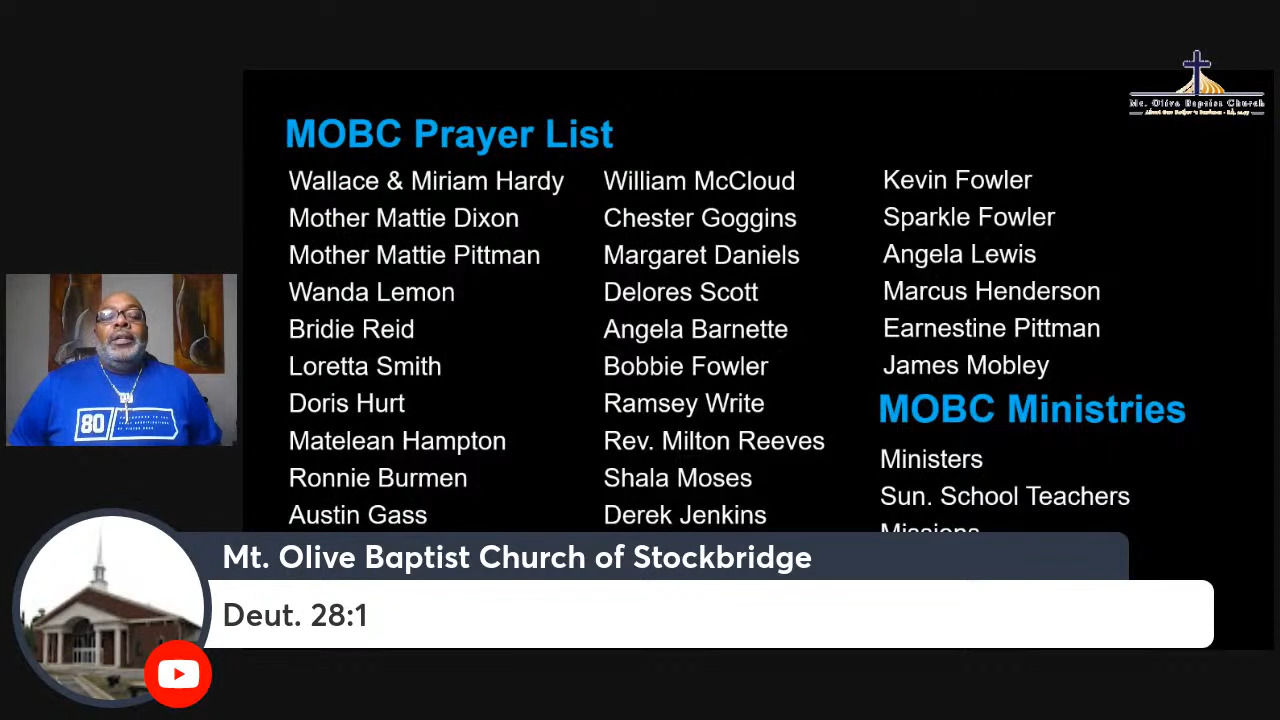 Mt. Olive Baptist Church
MOBC Prayer List
Wallace & Miriam Hardy
Mother Mattie Dixon
Mother Mattie Pittman
Wanda Lemon
Bridie Reid
Loretta Smith
Doris Hurt
Matelean Hampton
Ronnie Burmen
Austin Gass
William McCloud
Chester Goggins
Margaret Daniels
Delores Scott
Angela Barnette
Bobbie Fowler
Ramsey Write
Rev. Milton Reeves
Shala Moses
Derek Jenkins
Kevin Fowler
Sparkle Fowler
Angela Lewis
Marcus Henderson
Earnestine Pittman
James Mobley
MOBC Ministries
Ministers
Sun. School Teachers
Missions
80
Mt. Olive Baptist Church of Stockbridge
Deut. 28:1